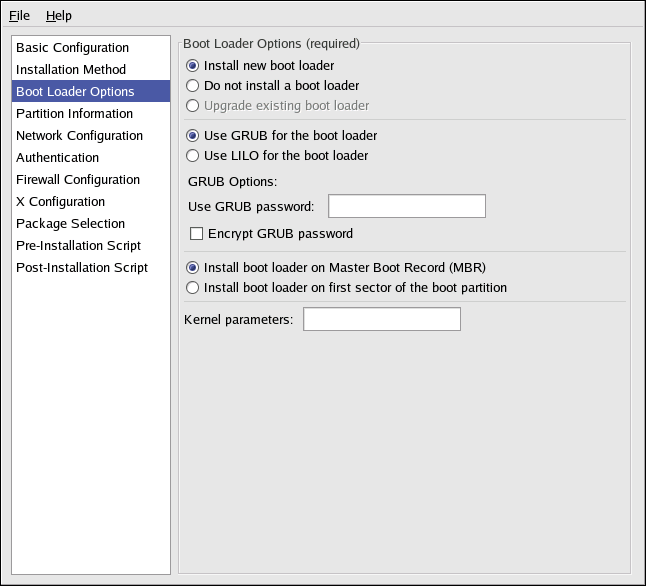 File Help
Basic Configuration
Installation Method
Boot Loader Options
Partition Information
Network Configuration
Authentication
Firewall Configuration
X Configuration
Package Selection
Pre-Installation Script
Post-Installation Script
Boot Loader Options (required)
Install new boot loader
Do not install a boot loader
Upgrade existing boot loader
Use GRUB for the boot loader
Use LILO for the boot loader
GRUB Options:
Use GRUB password:
Encrypt GRUB password
Install boot loader on Master Boot Record (MBR)
Install boot loader on first sector of the boot partition
Kernel parameters: